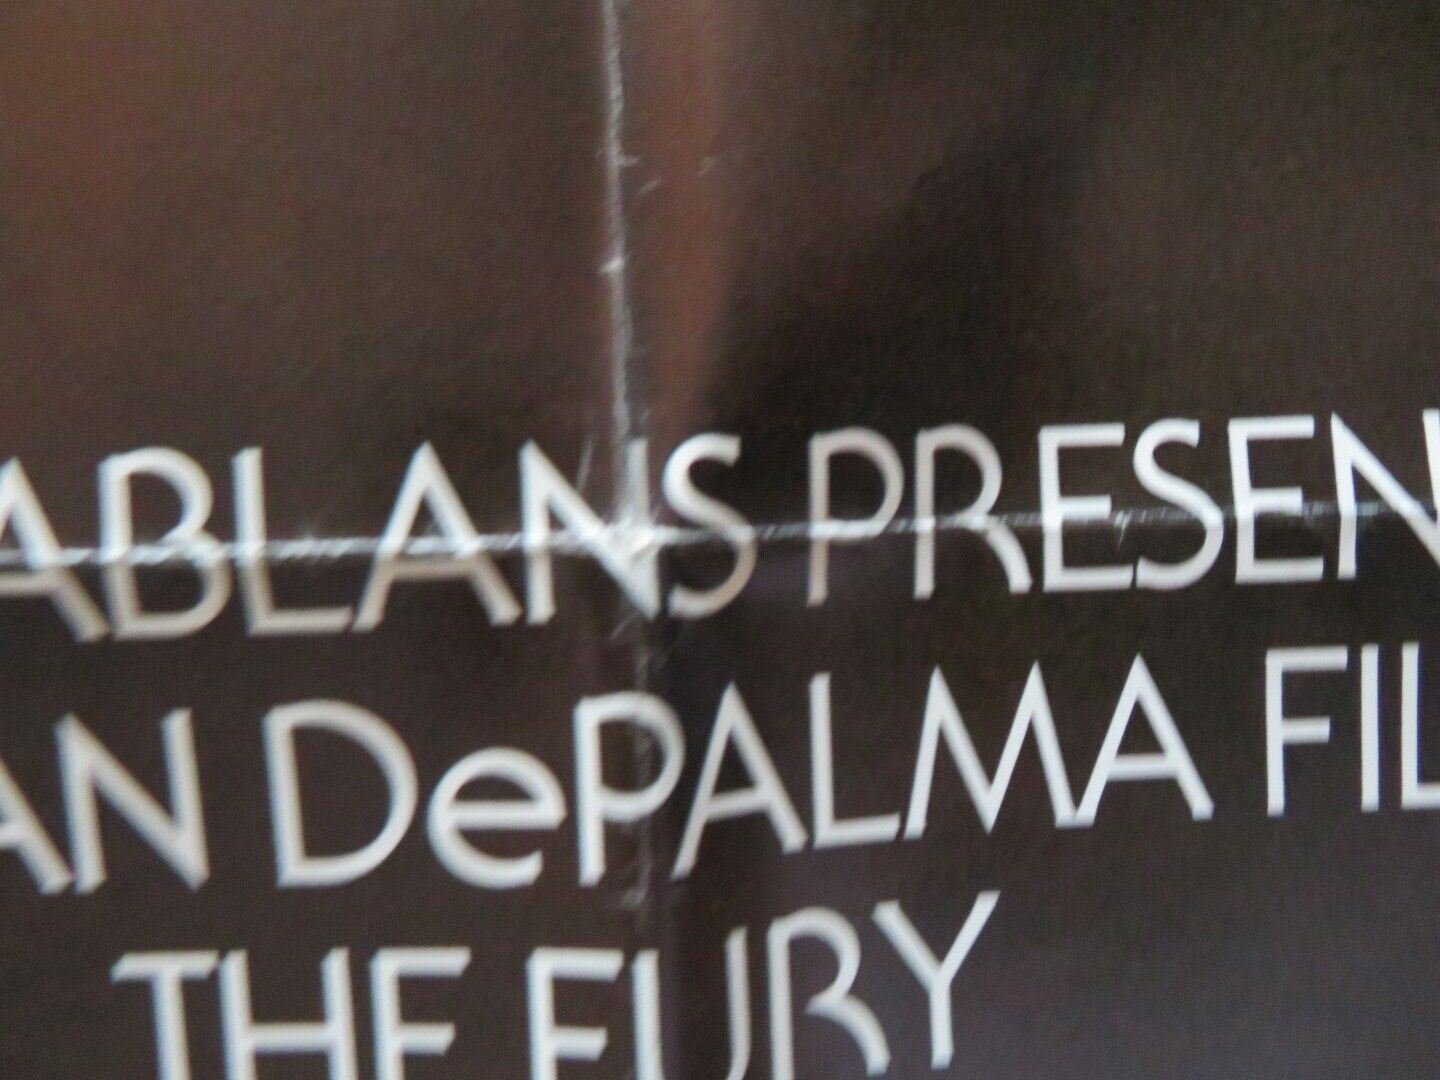 ABLANS PRESEN
AN DePALMA FIL
THE FURY